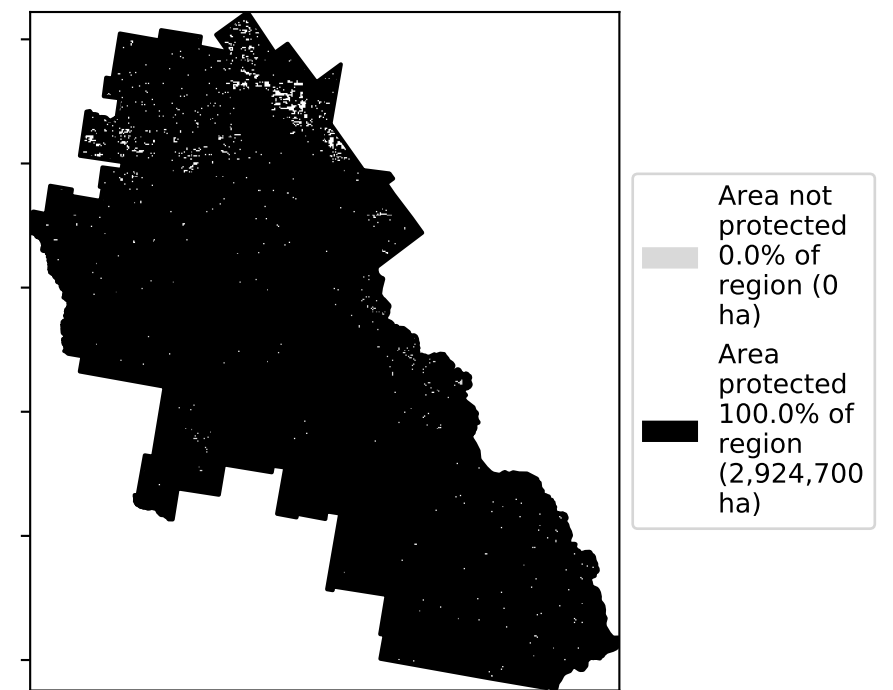 Area not
protected
0.0% of
region (0
ha)
Area
protected
100.0% of
region
(2,924,700
ha)